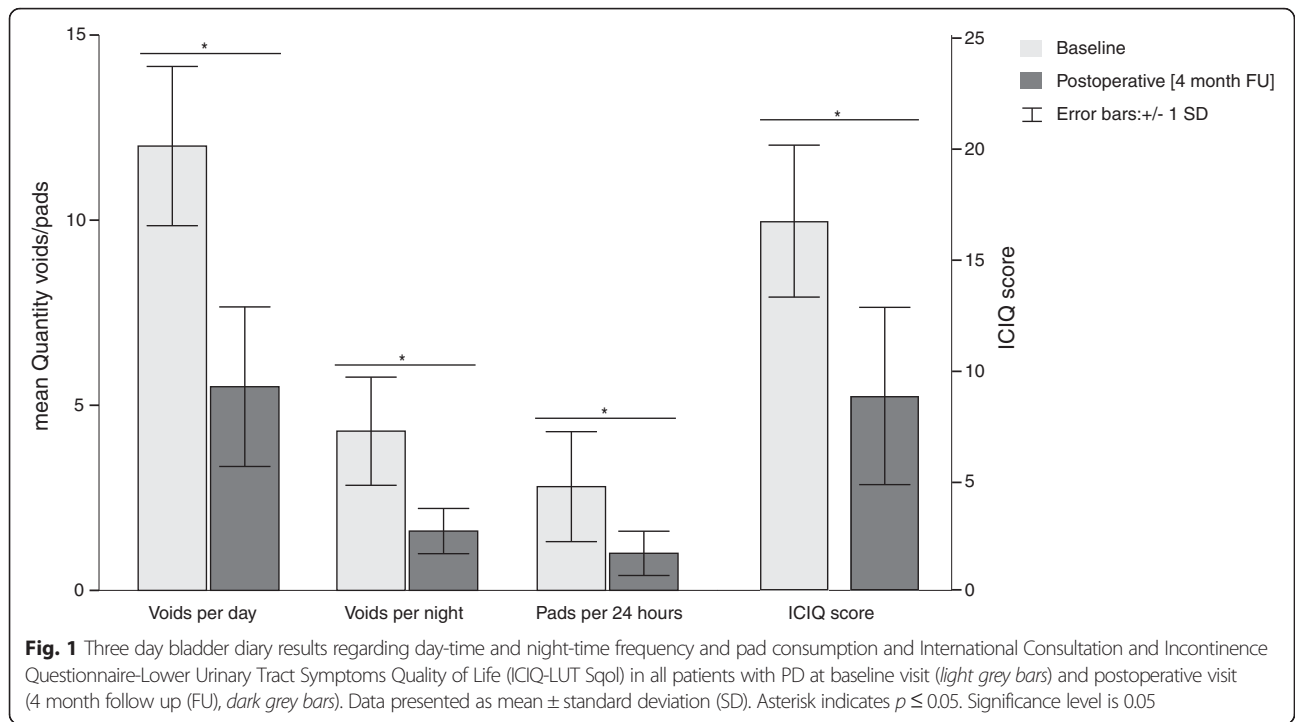 15
10
5
0
mean Quantity voids/pads
*
*
*
*
25
20
15
10
5
0
ICIQ score
Baseline
Postoperative [4 month FU]
Error bars:+/- 1 SD
Voids per day
Voids per night
Pads per 24 hours
ICIQ score
Fig. 1 Three day bladder diary results regarding day-time and night-time frequency and pad consumption and International Consultation and Incontinence
Questionnaire-Lower Urinary Tract Symptoms Quality of Life (ICIQ-LUT Sqol) in all patients with PD at baseline visit (light grey bars) and postoperative visit
(4 month follow up (FU), dark grey bars). Data presented as mean ± standard deviation (SD). Asterisk indicates p ≤ 0.05. Significance level is 0.05